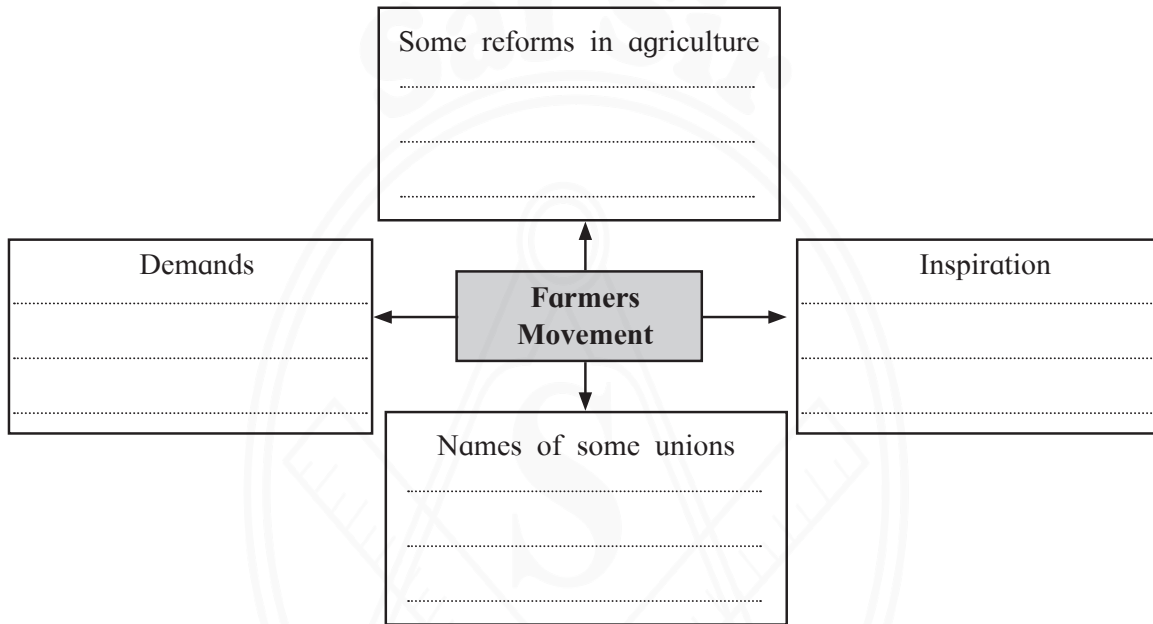 Some reforms in agriculture
Demands
Farmers
Movement
Inspiration
Names of some unions
S